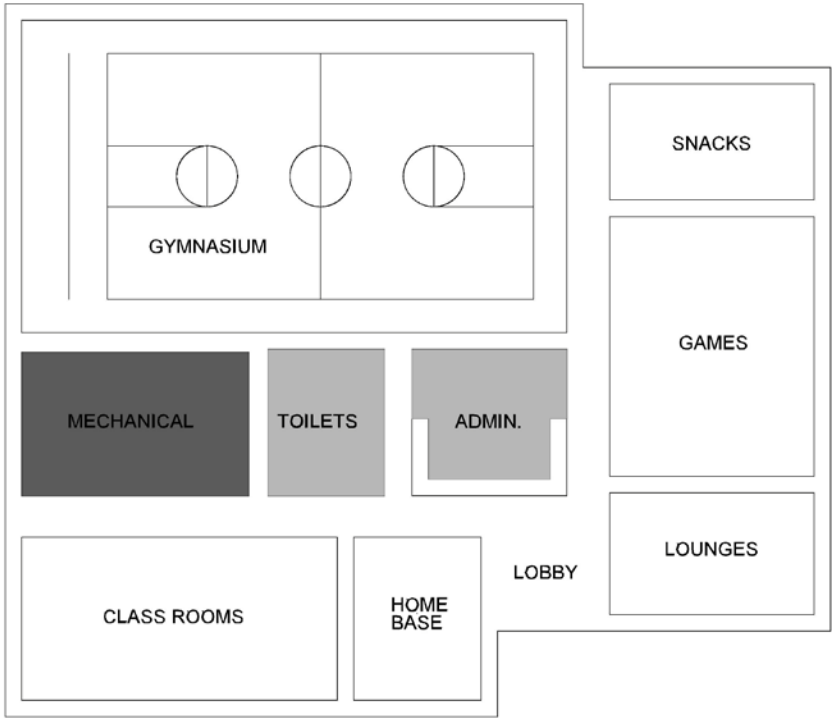 SNACKS
GYMNASIUM
GAMES
MECHANICAL
TOILETS
ADMIN.
LOUNGES
LOBBY
CLASS ROOMS
HOME
BASE